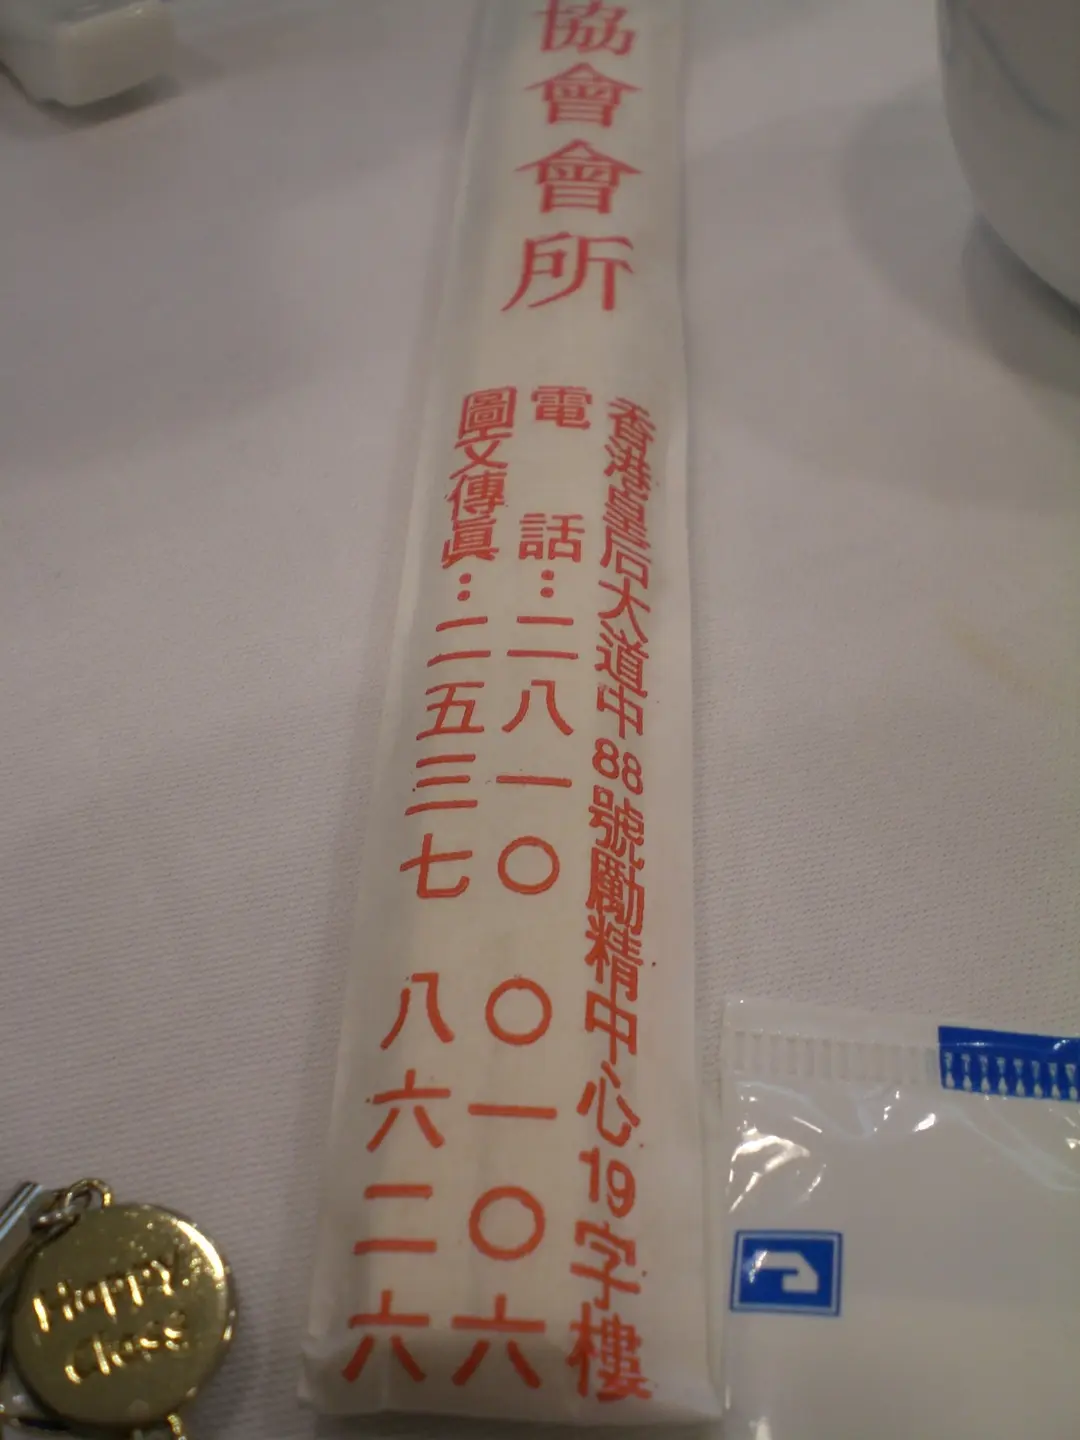 協會會所
香港皇后大道中88號勵精中心19字樓
電話：二八一〇 〇一〇六
圖文傳眞：二五三七 八六二六
Happy
class